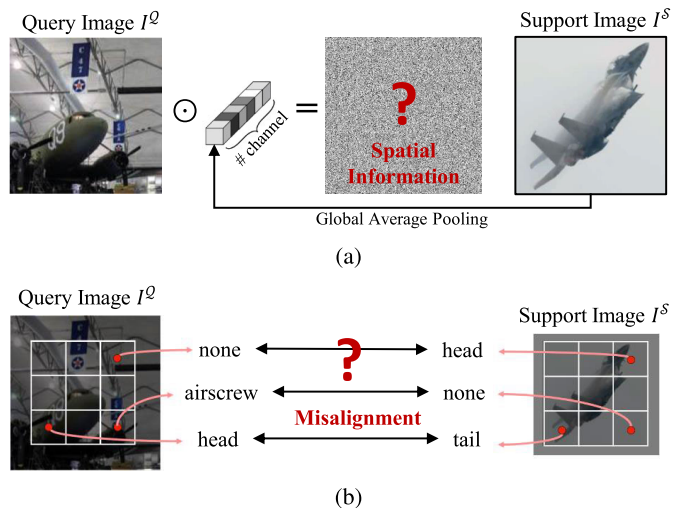 Query Image I^Q
Support Image I^S
C
47
# channel
?
Spatial
Information
Global Average Pooling
(a)
Query Image I^Q
Support Image I^S
none
?
head
airscrew
none
Misalignment
head
tail
(b)